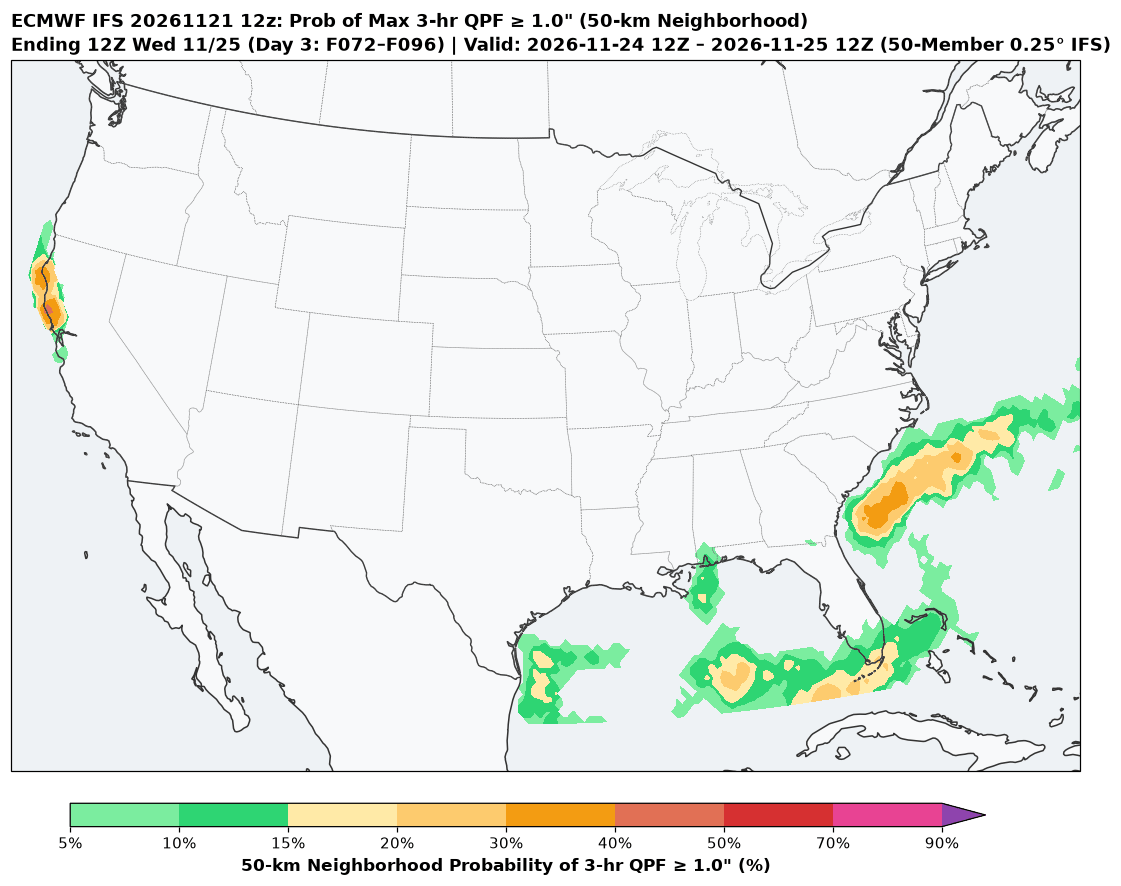 ECMWF IFS 20261121 12z: Prob of Max 3-hr QPF ≥ 1.0" (50-km Neighborhood)
Ending 12Z Wed 11/25 (Day 3: F072–F096) | Valid: 2026-11-24 12Z – 2026-11-25 12Z (50-Member 0.25° IFS)
5% 10% 15% 20% 30% 40% 50% 70% 90%
50-km Neighborhood Probability of 3-hr QPF ≥ 1.0" (%)